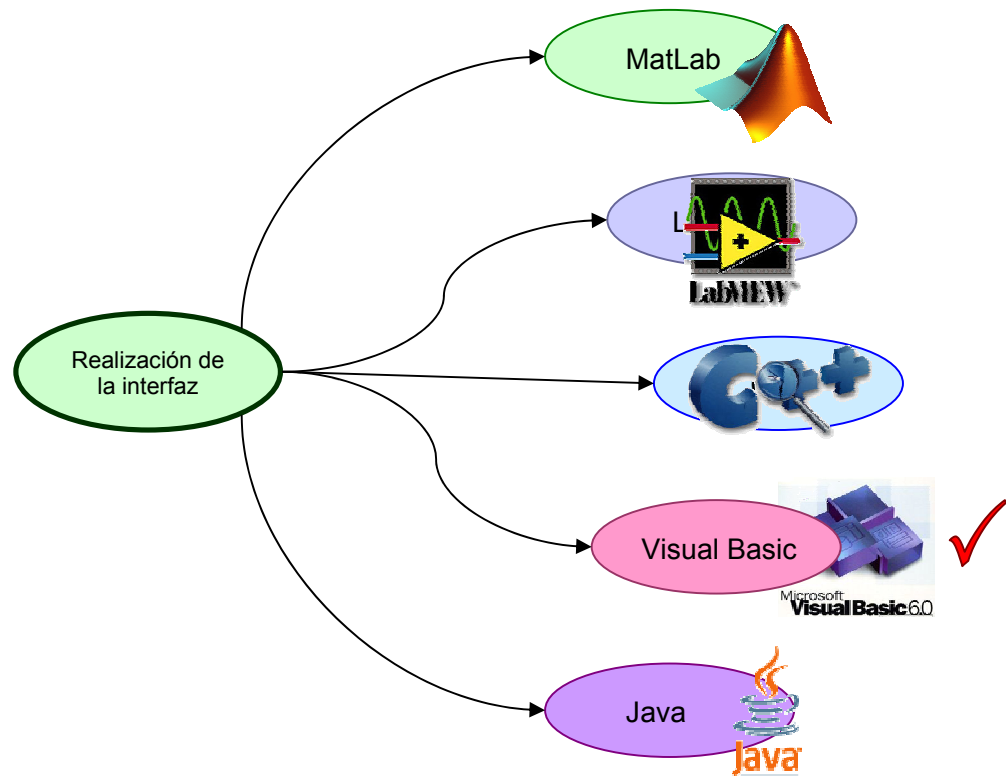 MatLab
L
LabVIEW
Realización de
la interfaz
C++
Visual Basic
Microsoft
Visual Basic 6.0
Java
Java